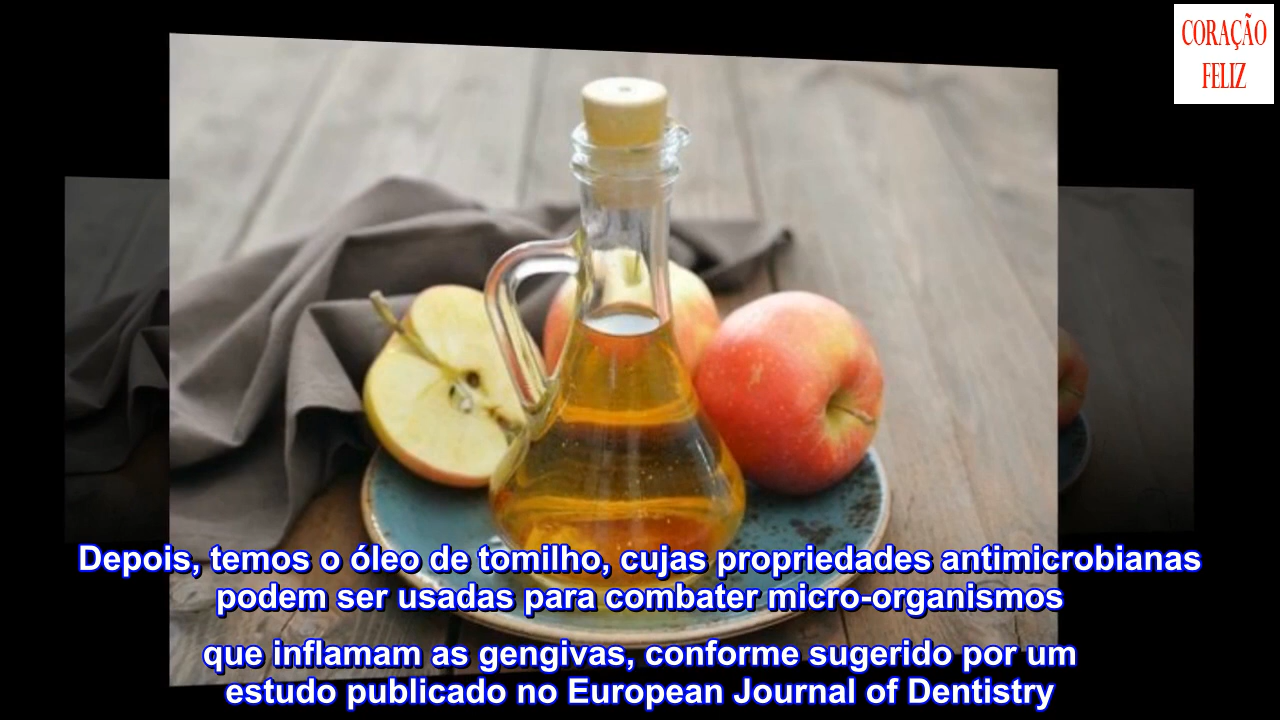 CORAÇÃO
FELIZ
Depois, temos o óleo de tomilho, cujas propriedades antimicrobianas
podem ser usadas para combater micro-organismos
que inflamam as gengivas, conforme sugerido por um
estudo publicado no European Journal of Dentistry